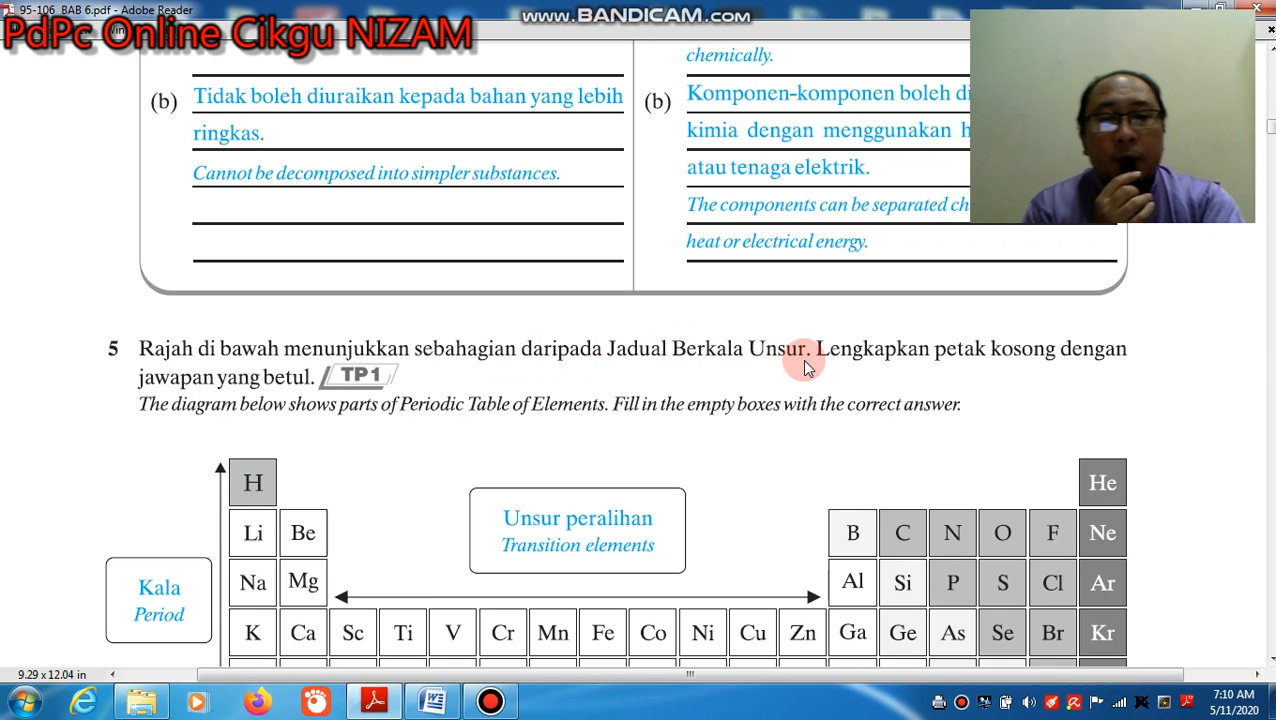 95-106_BAB 6.pdf - Adobe Reader
www.BANDICAM.com
PdPc Online Cikgu NIZAM
chemically.
(b) Tidak boleh diuraikan kepada bahan yang lebih
ringkas.
Cannot be decomposed into simpler substances.
(b) Komponen-komponen boleh di
kimia dengan menggunakan h
atau tenaga elektrik.
The components can be separated ch
heat or electrical energy.
5 Rajah di bawah menunjukkan sebahagian daripada Jadual Berkala Unsur. Lengkapkan petak kosong dengan
jawapan yang betul. TP1
The diagram below shows parts of Periodic Table of Elements. Fill in the empty boxes with the correct answer.
H He
Unsur peralihan
Transition elements
Li Be B C N O F Ne
Kala
Period
Na Mg Al Si P S Cl Ar
K Ca Sc Ti V Cr Mn Fe Co Ni Cu Zn Ga Ge As Se Br Kr
9.29 x 12.04 in
7:10 AM
5/11/2020